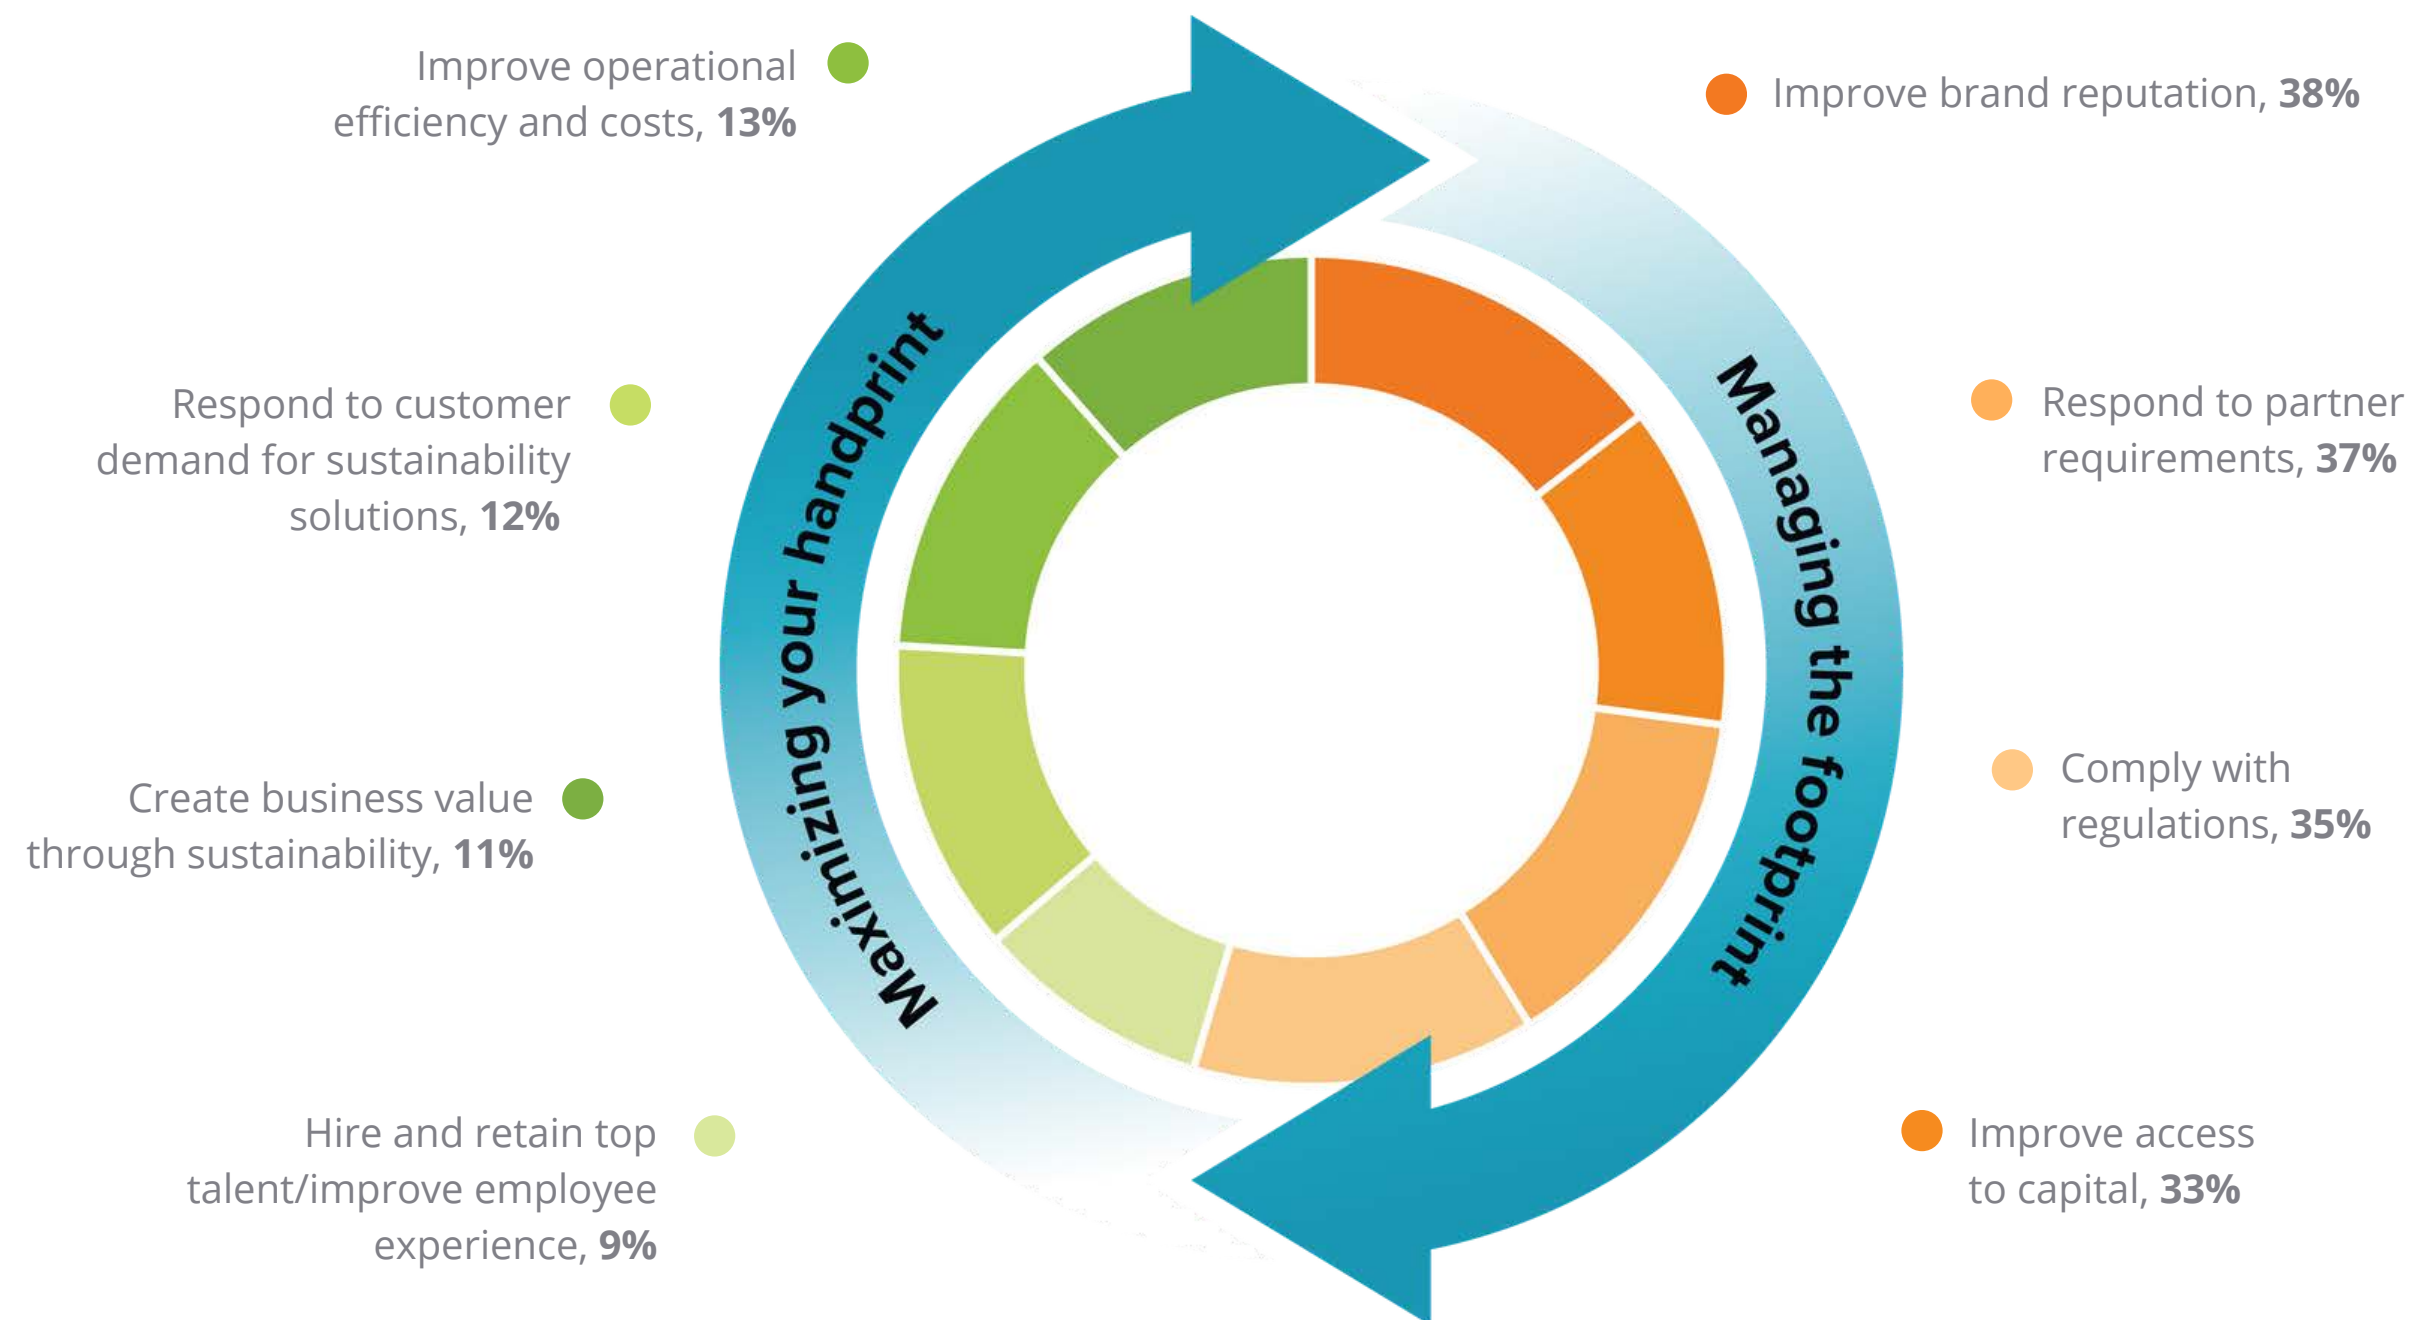 Improve operational
efficiency and costs, 13%
Respond to customer
demand for sustainability
solutions, 12%
Create business value
through sustainability, 11%
Hire and retain top
talent/improve employee
experience, 9%
Maximizing your handprint
Managing the footprint
Improve brand reputation, 38%
Respond to partner
requirements, 37%
Comply with
regulations, 35%
Improve access
to capital, 33%